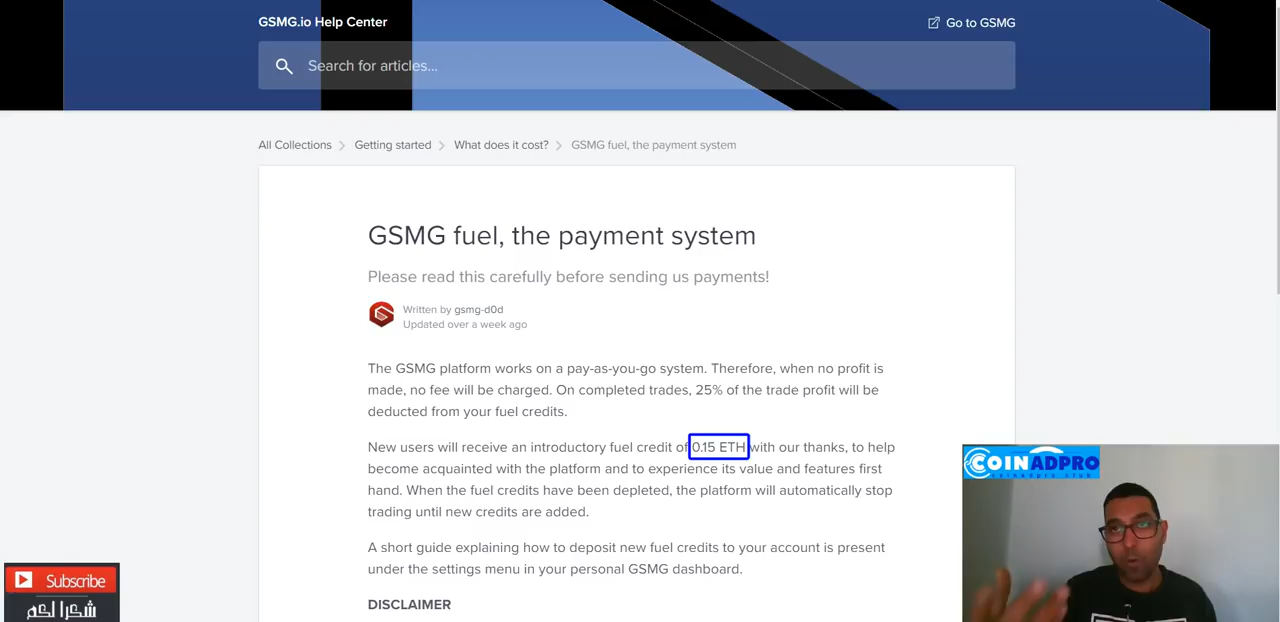 GSMG.io Help Center
Go to GSMG
Search for articles...
All Collections > Getting started > What does it cost? > GSMG fuel, the payment system
GSMG fuel, the payment system
Please read this carefully before sending us payments!
Written by gsmg-d0d
Updated over a week ago
The GSMG platform works on a pay-as-you-go system. Therefore, when no profit is
made, no fee will be charged. On completed trades, 25% of the trade profit will be
deducted from your fuel credits.
New users will receive an introductory fuel credit of 0.15 ETH with our thanks, to help
become acquainted with the platform and to experience its value and features first
hand. When the fuel credits have been depleted, the platform will automatically stop
trading until new credits are added.
A short guide explaining how to deposit new fuel credits to your account is present
under the settings menu in your personal GSMG dashboard.
DISCLAIMER
COINADPRO
coinadpro.club
Subscribe
شكرا لكم